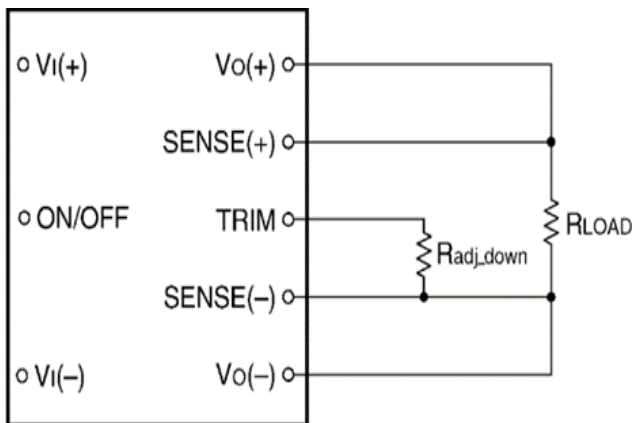 VI(+) VO(+)
SENSE(+)
ON/OFF TRIM RLOAD
Radj_down
SENSE(−)
VI(−) VO(−)